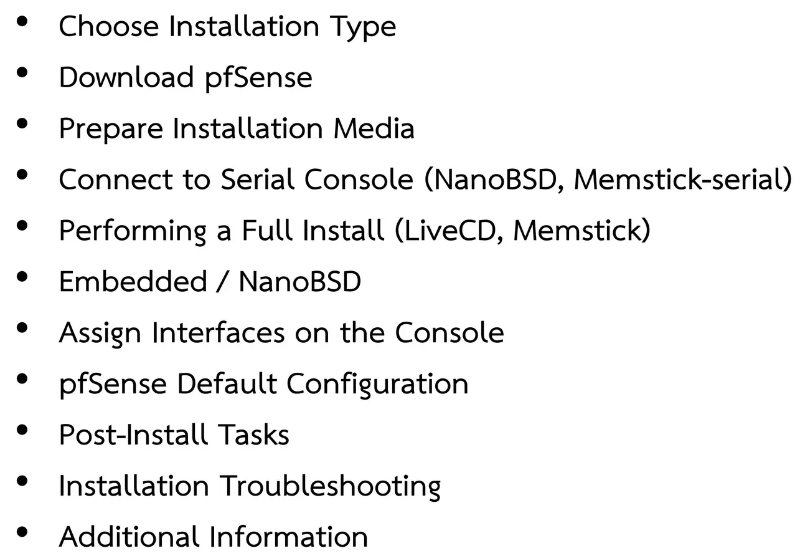 • Choose Installation Type
• Download pfSense
• Prepare Installation Media
• Connect to Serial Console (NanoBSD, Memstick-serial)
• Performing a Full Install (LiveCD, Memstick)
• Embedded / NanoBSD
• Assign Interfaces on the Console
• pfSense Default Configuration
• Post-Install Tasks
• Installation Troubleshooting
• Additional Information